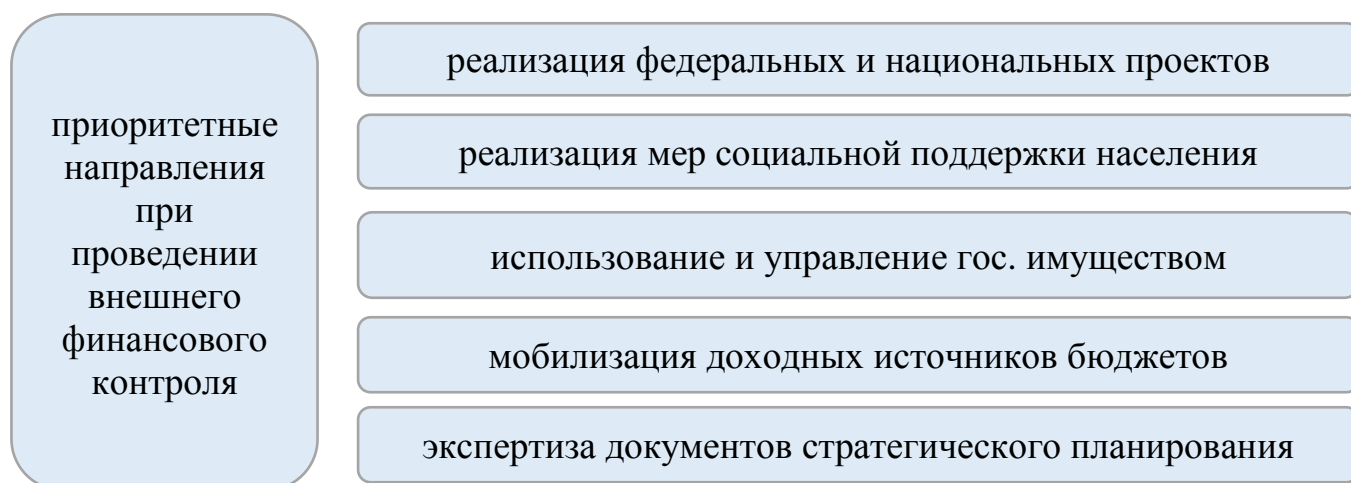 приоритетные
направления
при
проведении
внешнего
финансового
контроля
реализация федеральных и национальных проектов
реализация мер социальной поддержки населения
использование и управление гос. имуществом
мобилизация доходных источников бюджетов
экспертиза документов стратегического планирования